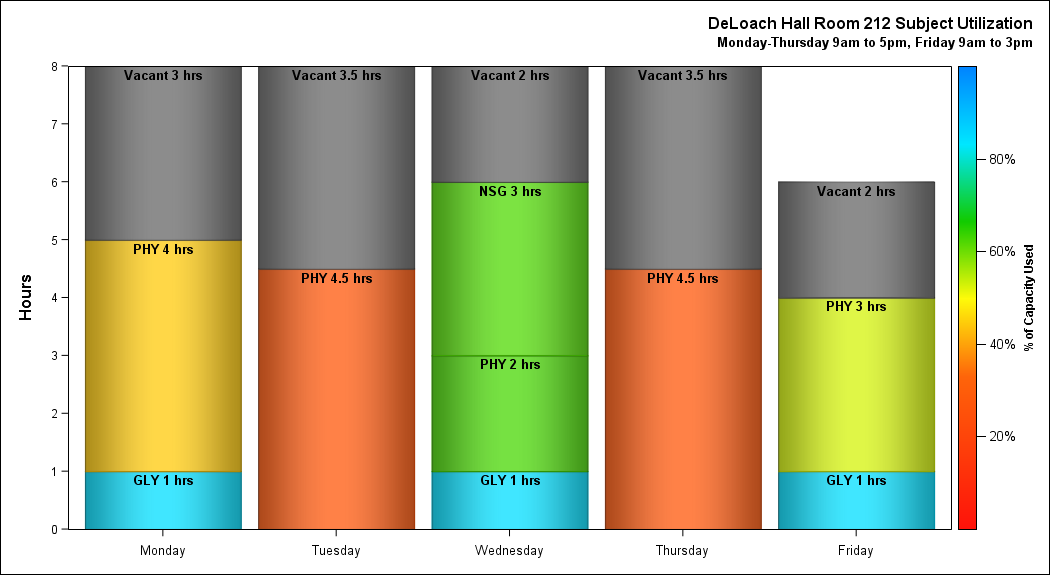 DeLoach Hall Room 212 Subject Utilization
Monday-Thursday 9am to 5pm, Friday 9am to 3pm
Hours
8
7
6
5
4
3
2
1
0
Vacant 3 hrs
PHY 4 hrs
GLY 1 hrs
Vacant 3.5 hrs
PHY 4.5 hrs
Vacant 2 hrs
NSG 3 hrs
PHY 2 hrs
GLY 1 hrs
Vacant 3.5 hrs
PHY 4.5 hrs
Vacant 2 hrs
PHY 3 hrs
GLY 1 hrs
Monday
Tuesday
Wednesday
Thursday
Friday
80%
60%
40%
20%
% of Capacity Used